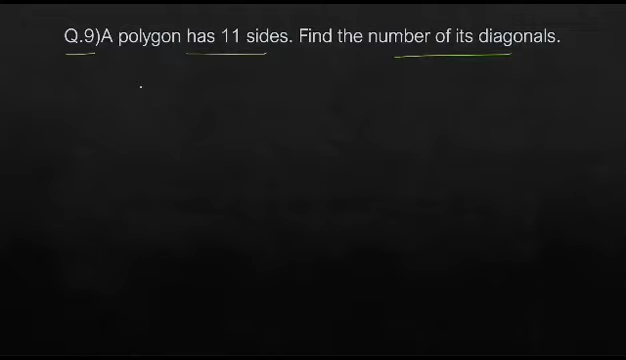 Q.9)A polygon has 11 sides. Find the number of its diagonals.